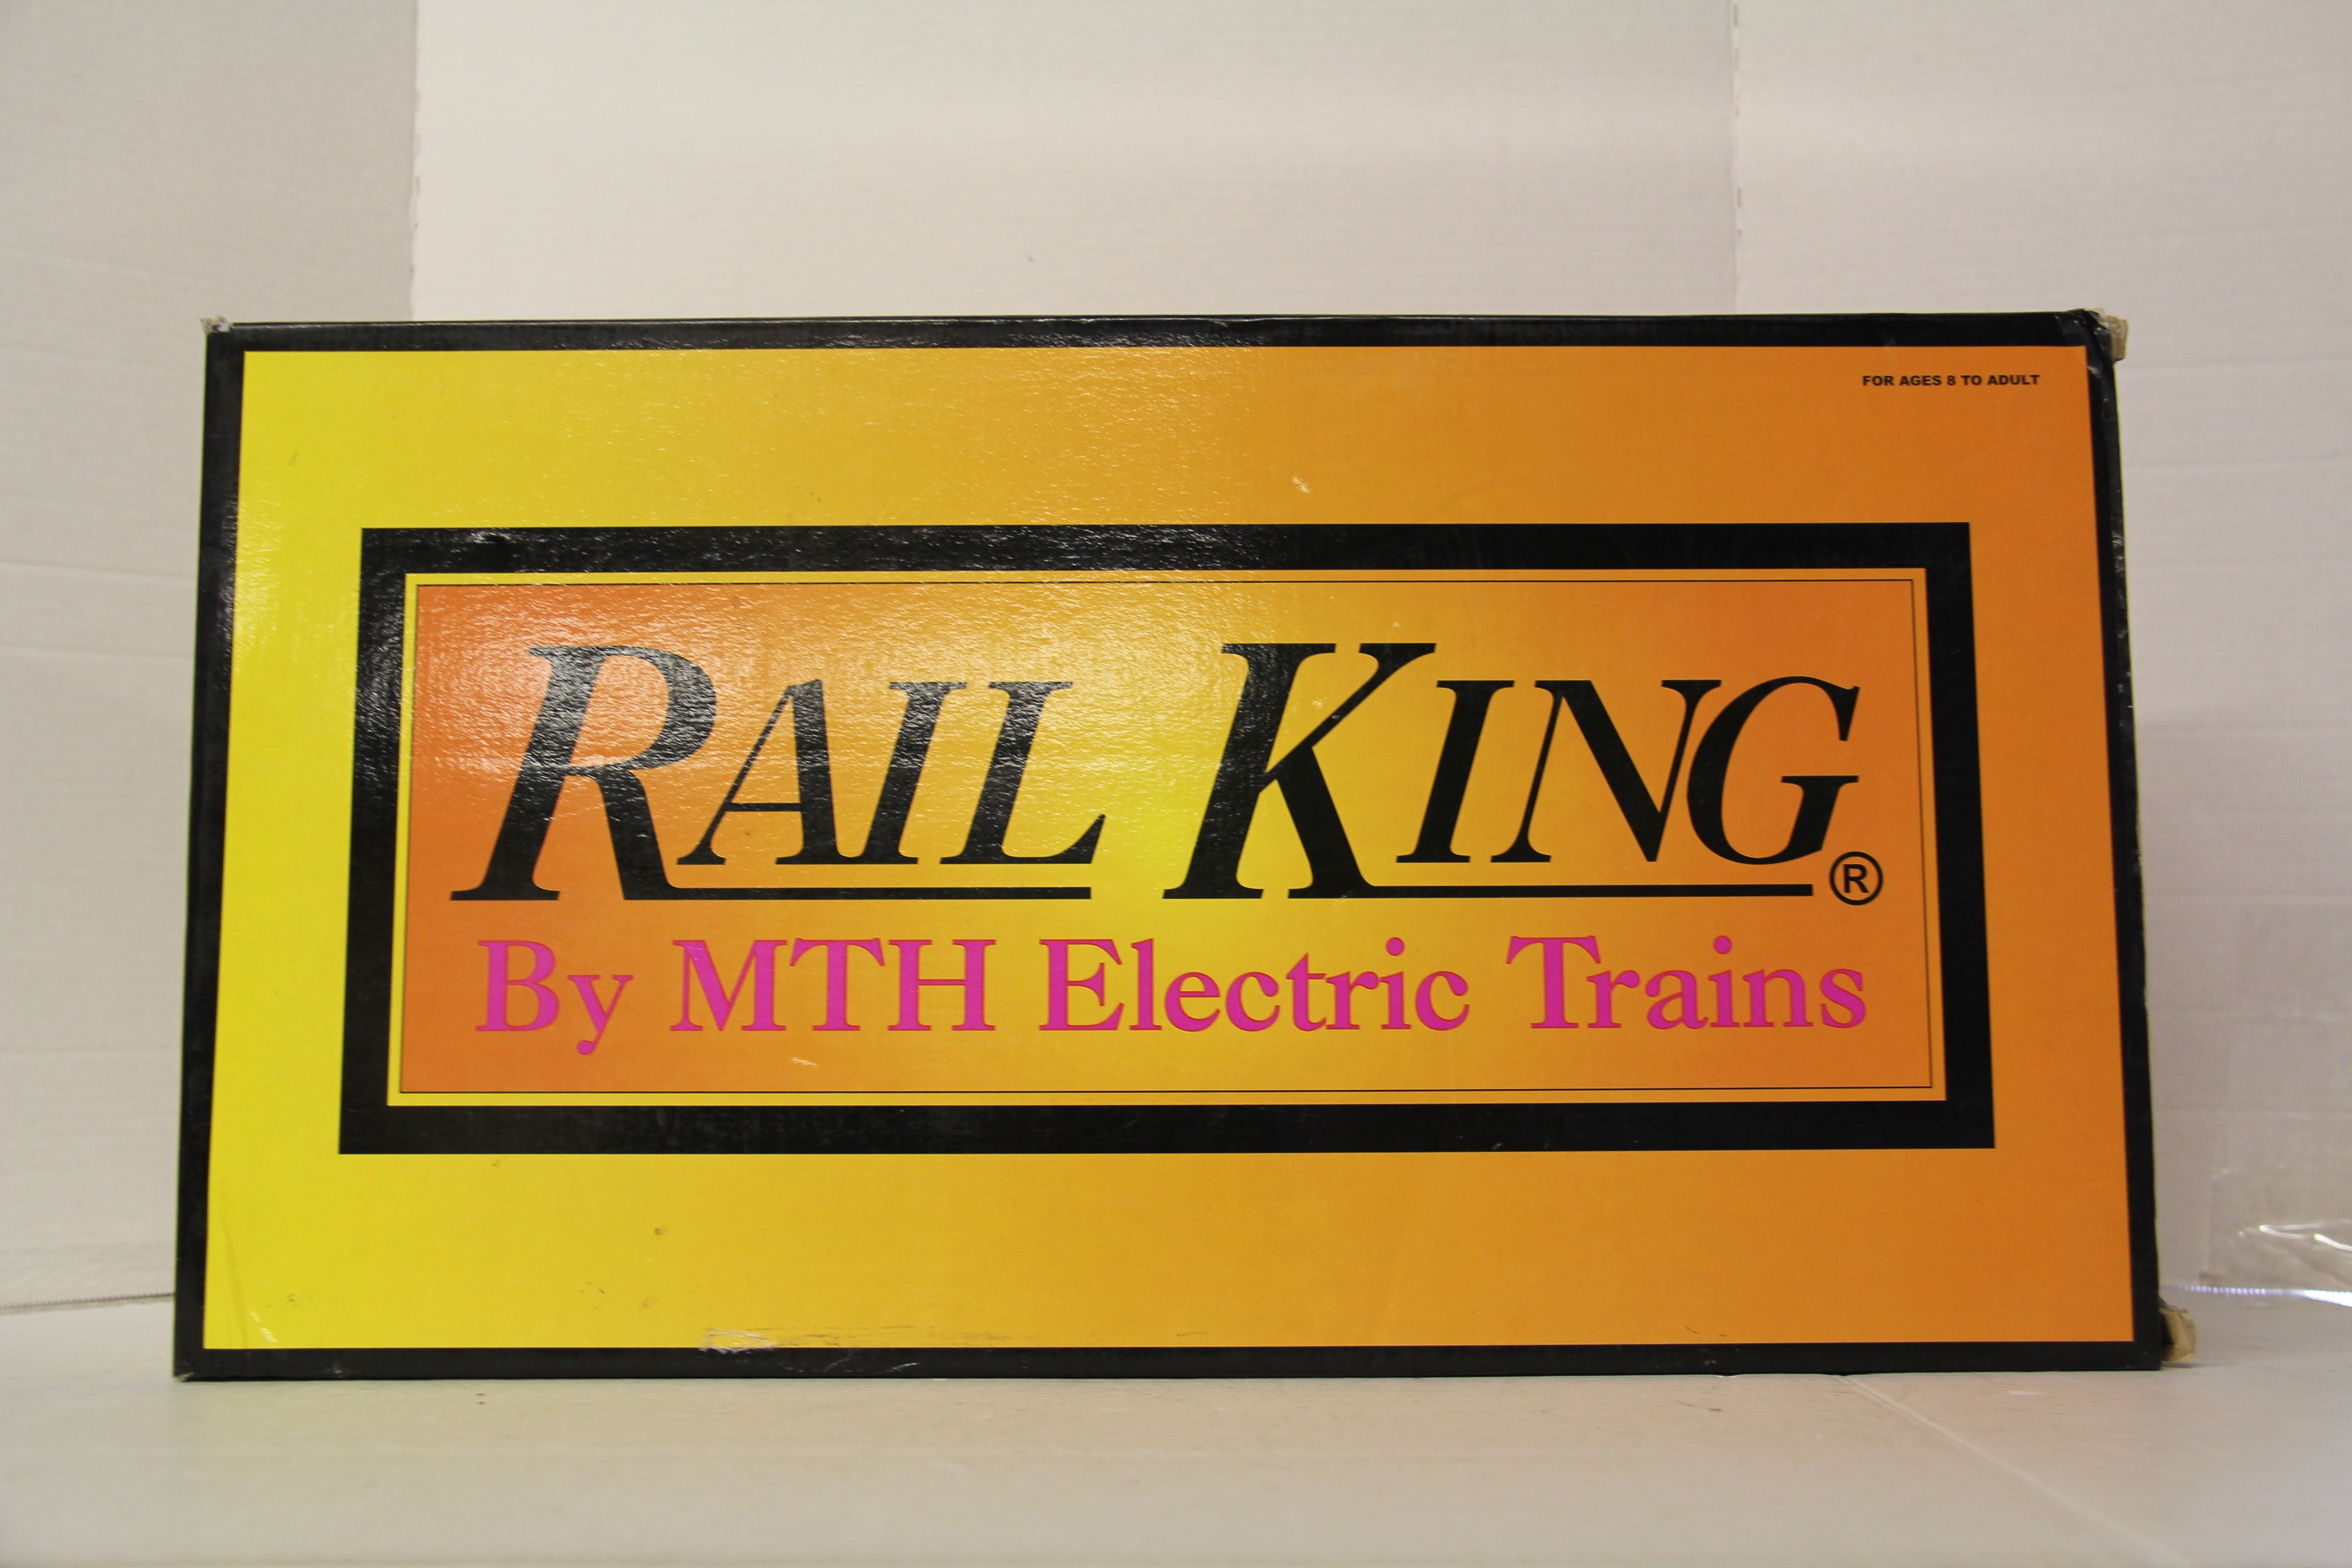 FOR AGES 8 TO ADULT
RAIL KING®
By MTH Electric Trains